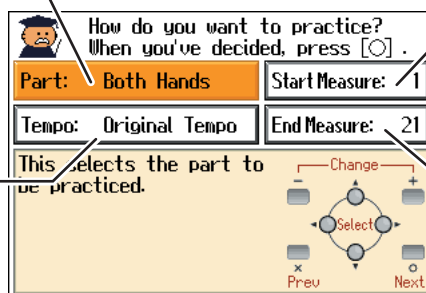 How do you want to practice?
When you've decided, press [○] .
Part: Both Hands
Start Measure: 1
Tempo: Original Tempo
End Measure: 21
This selects the part to
be practiced.
Change
- +
Select
× ○
Prev Next